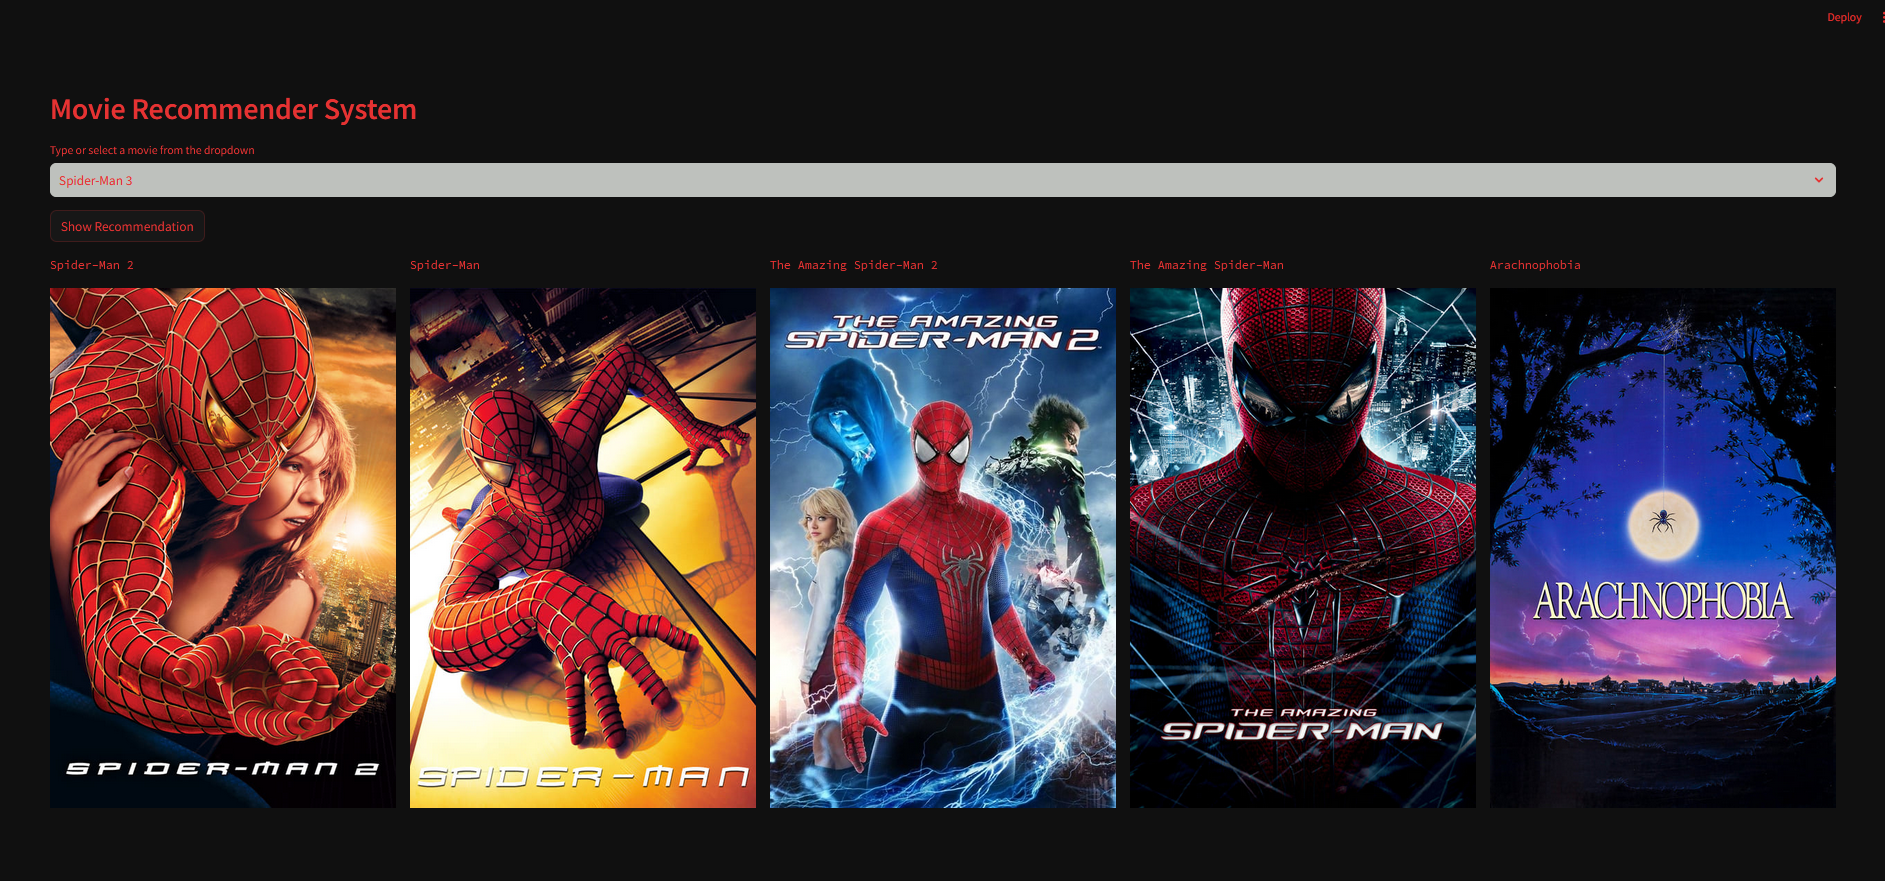 Deploy
Movie Recommender System
Type or select a movie from the dropdown
Spider-Man 3
Show Recommendation
Spider-Man 2
Spider-Man
The Amazing Spider-Man 2
The Amazing Spider-Man
Arachnophobia
SPIDER-MAN 2
SPIDER-MAN
THE AMAZING
SPIDER-MAN 2
THE AMAZING
SPIDER-MAN
ARACHNOPHOBIA